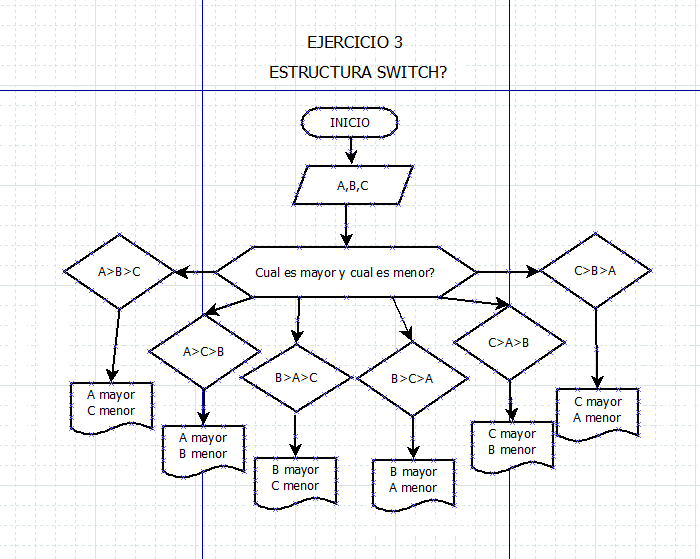 EJERCICIO 3
ESTRUCTURA SWITCH?
INICIO
A,B,C
Cual es mayor y cual es menor?
A>B>C
A>C>B
B>A>C
B>C>A
C>A>B
C>B>A
A mayor
C menor
A mayor
B menor
B mayor
C menor
B mayor
A menor
C mayor
B menor
C mayor
A menor